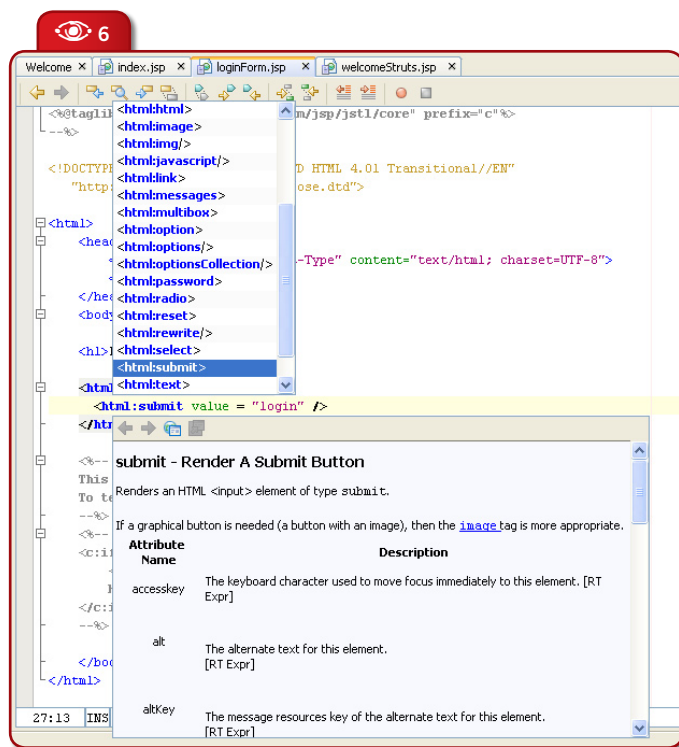 6
Welcome index.jsp loginForm.jsp welcomeStruts.jsp
<%@taglib m/jsp/jstl/core" prefix="c"%>
--%>
<html:html>
<html:image>
<html:img/>
<html:javascript/>
<html:link>
<html:messages>
<html:multibox>
<html:option>
<html:options/>
<html:optionsCollection/>
<html:password>
<html:radio>
<html:reset>
<html:rewrite/>
<html:select>
<html:submit>
<html:text>
<!DOCTYPE D HTML 4.01 Transitional//EN"
"http: ose.dtd">
<html>
<head
-Type" content="text/html; charset=UTF-8">
</hea
<body
<h1>
<html
<html:submit value = "login" />
</htm
submit - Render A Submit Button
Renders an HTML <input> element of type submit.
If a graphical button is needed (a button with an image), then the image tag is more appropriate.
Attribute Name Description
accesskey The keyboard character used to move focus immediately to this element. [RT
Expr]
alt The alternate text for this element.
[RT Expr]
altKey The message resources key of the alternate text for this element.
[RT Expr]
<%--
This
To te
--%>
<%--
<c:if
</c:i
--%>
</bod
</html>
27:13 INS